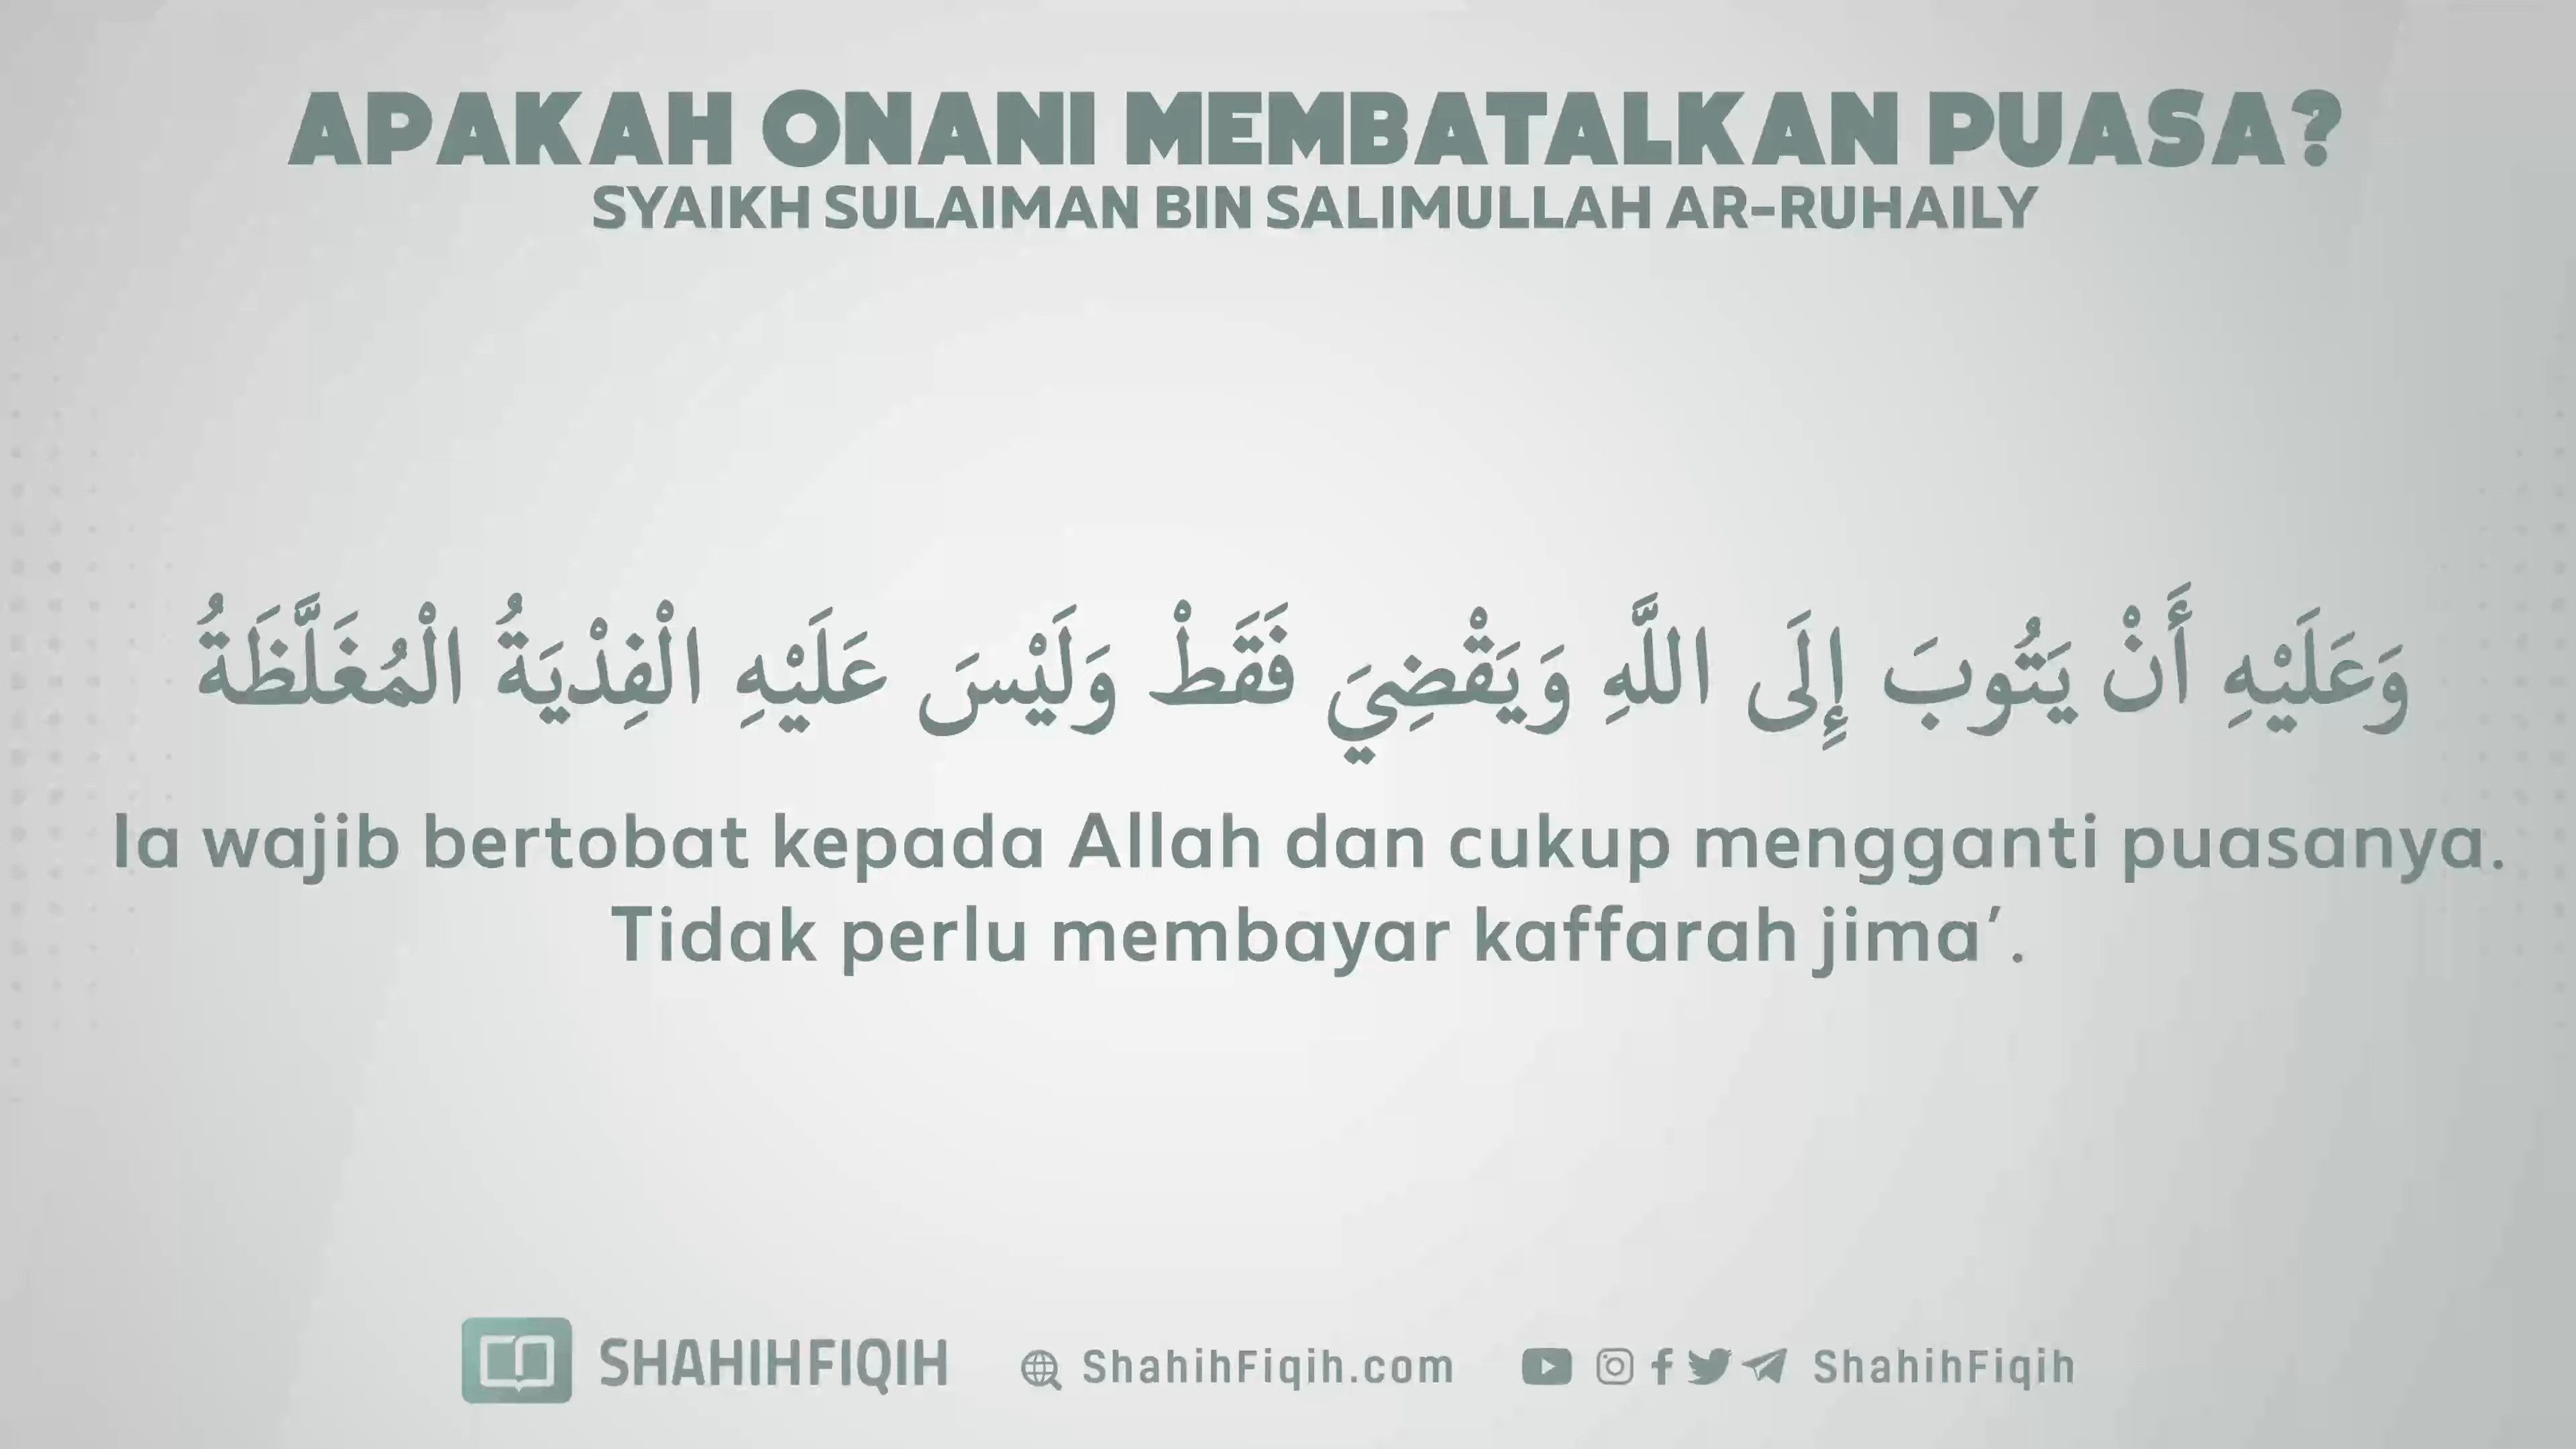 APAKAH ONANI MEMBATALKAN PUASA?
SYAIKH SULAIMAN BIN SALIMULLAH AR-RUHAILY
وَعَلَيْهِ أَنْ يَتُوبَ إِلَى اللَّهِ وَيَقْضِيَ فَقَطْ وَلَيْسَ عَلَيْهِ الْفِدْيَةُ الْمُغَلَّظَةُ
Ia wajib bertobat kepada Allah dan cukup mengganti puasanya.
Tidak perlu membayar kaffarah jima’.
SHAHIHFIQIH ShahihFiqih.com ShahihFiqih